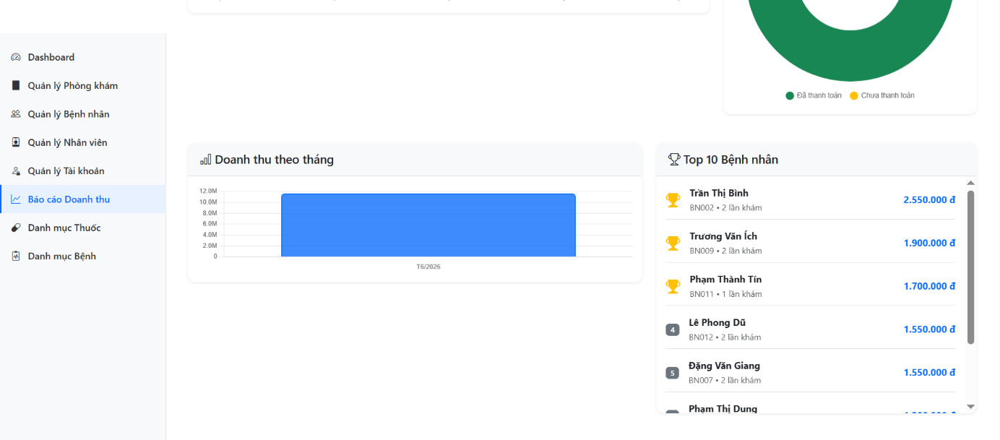 Dashboard
Quản lý Phòng khám
Quản lý Bệnh nhân
Quản lý Nhân viên
Quản lý Tài khoản
Báo cáo Doanh thu
Danh mục Thuốc
Danh mục Bệnh
Đã thanh toán
Chưa thanh toán
Doanh thu theo tháng
12.0M
10.0M
8.0M
6.0M
4.0M
2.0M
0
T6/2026
Top 10 Bệnh nhân
Trần Thị Bình
BN002 • 2 lần khám
2.550.000 đ
Trương Văn Ích
BN009 • 2 lần khám
1.900.000 đ
Phạm Thành Tín
BN011 • 1 lần khám
1.700.000 đ
4
Lê Phong Dũ
BN012 • 2 lần khám
1.550.000 đ
5
Đặng Văn Giang
BN007 • 2 lần khám
1.550.000 đ
Phạm Thị Dung